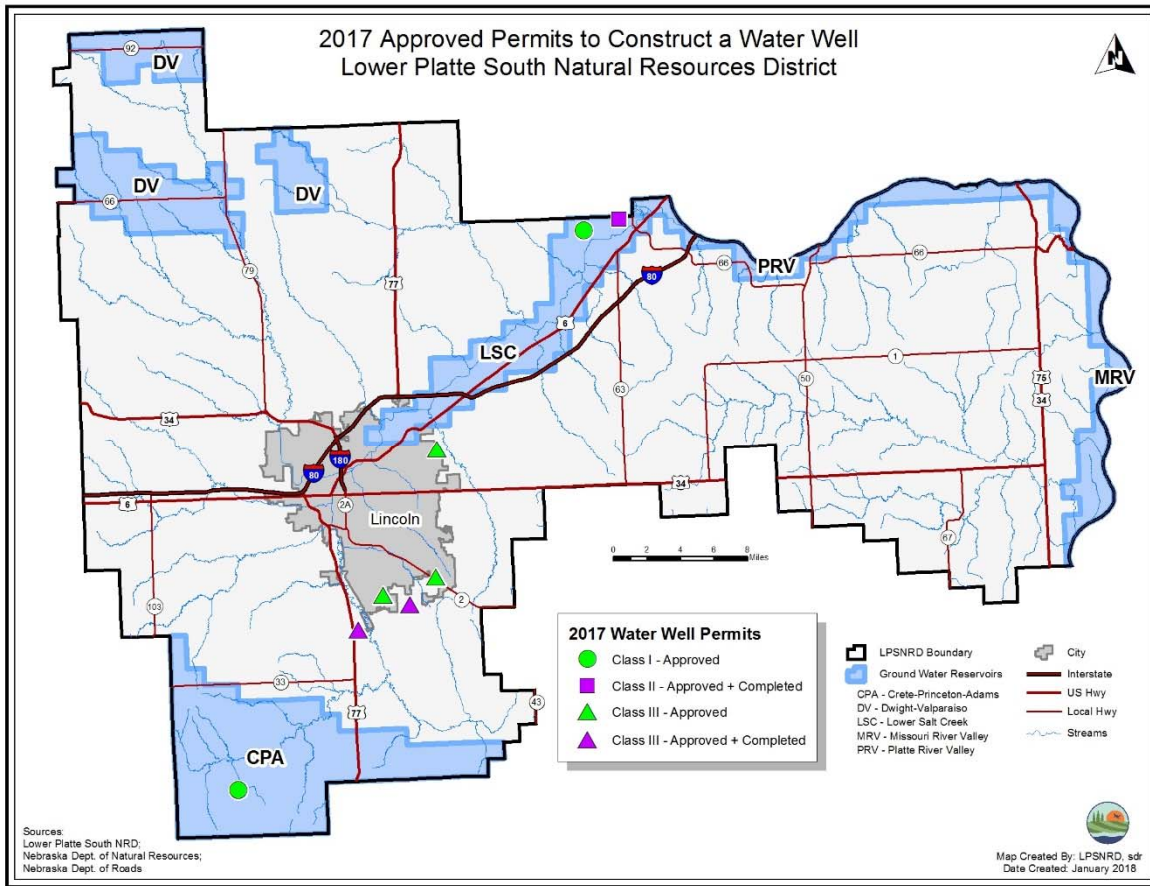 2017 Approved Permits to Construct a Water Well
Lower Platte South Natural Resources District
N
92
DV
DV
66
DV
79
77
66
80
PRV
66
6
LSC
63
1
50
75
34
MRV
34
80
180
6
2A
Lincoln
34
67
0 2 4 6 8
Miles
103
2
33
77
43
CPA
2017 Water Well Permits
Class I - Approved
Class II - Approved + Completed
Class III - Approved
Class III - Approved + Completed
LPSNRD Boundary
Ground Water Reservoirs
CPA - Crete-Princeton-Adams
DV - Dwight-Valparaiso
LSC - Lower Salt Creek
MRV - Missouri River Valley
PRV - Platte River Valley
City
Interstate
US Hwy
Local Hwy
Streams
Sources:
Lower Platte South NRD;
Nebraska Dept. of Natural Resources;
Nebraska Dept. of Roads
Map Created By: LPSNRD, sdr
Date Created: January 2018